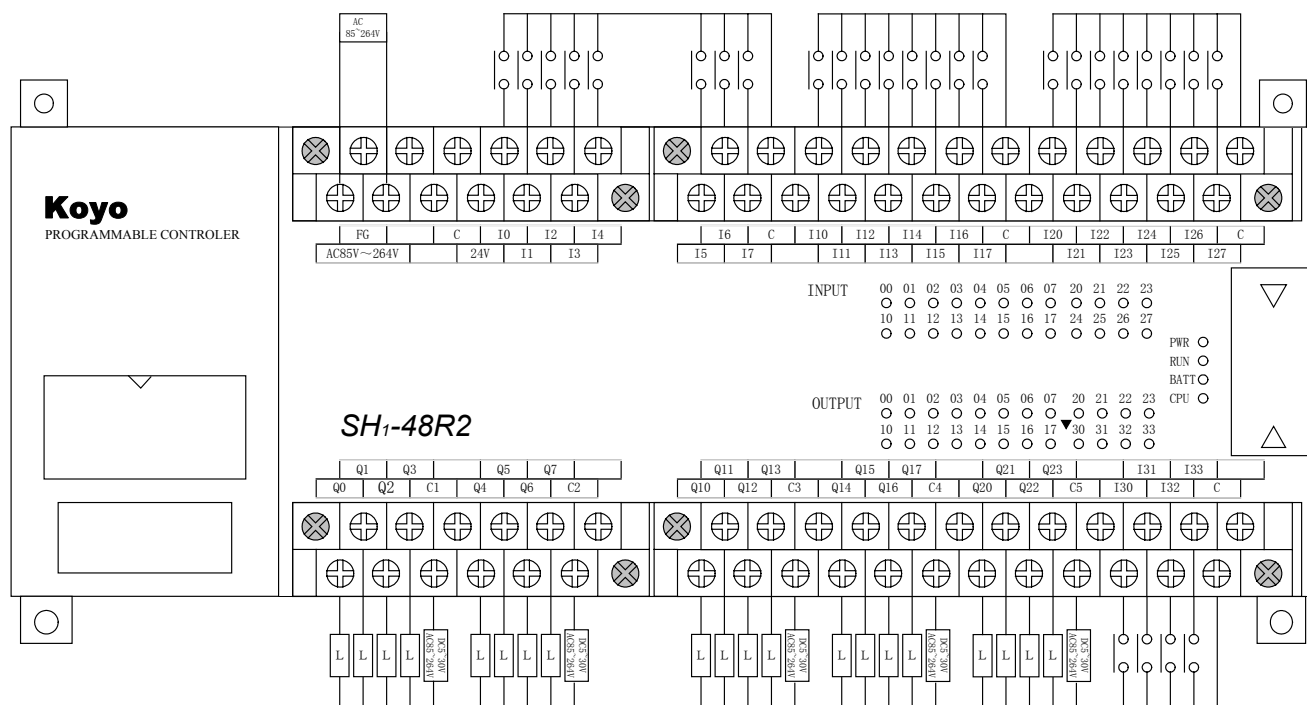 AC
85~264V
Koyo
PROGRAMMABLE CONTROLER
FG C I0 I2 I4
AC85V~264V 24V I1 I3
I6 C I10 I12 I14 I16 C I20 I22 I24 I26 C
I5 I7 I11 I13 I15 I17 I21 I23 I25 I27
INPUT 00 01 02 03 04 05 06 07 20 21 22 23
10 11 12 13 14 15 16 17 24 25 26 27
PWR
RUN
BATT
CPU
OUTPUT 00 01 02 03 04 05 06 07 20 21 22 23
10 11 12 13 14 15 16 17 30 31 32 33
SH1-48R2
Q1 Q3 Q5 Q7
Q0 Q2 C1 Q4 Q6 C2
Q11 Q13 Q15 Q17 Q21 Q23 I31 I33
Q10 Q12 C3 Q14 Q16 C4 Q20 Q22 C5 I30 I32 C
L L L L
DC5~30V
AC85~264V
L L L L
DC5~30V
AC85~264V
L L L L
DC5~30V
AC85~264V
L L L L
DC5~30V
AC85~264V
L L L L
DC5~30V
AC85~264V